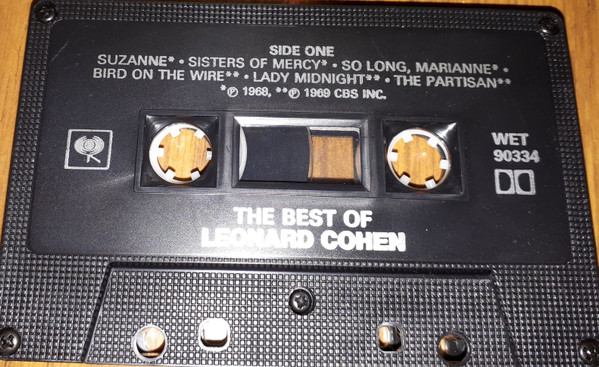 SIDE ONE
SUZANNE* • SISTERS OF MERCY* • SO LONG, MARIANNE* •
BIRD ON THE WIRE** • LADY MIDNIGHT** • THE PARTISAN**
*℗ 1968, **℗ 1969 CBS INC.
WET
90334
THE BEST OF
LEONARD COHEN